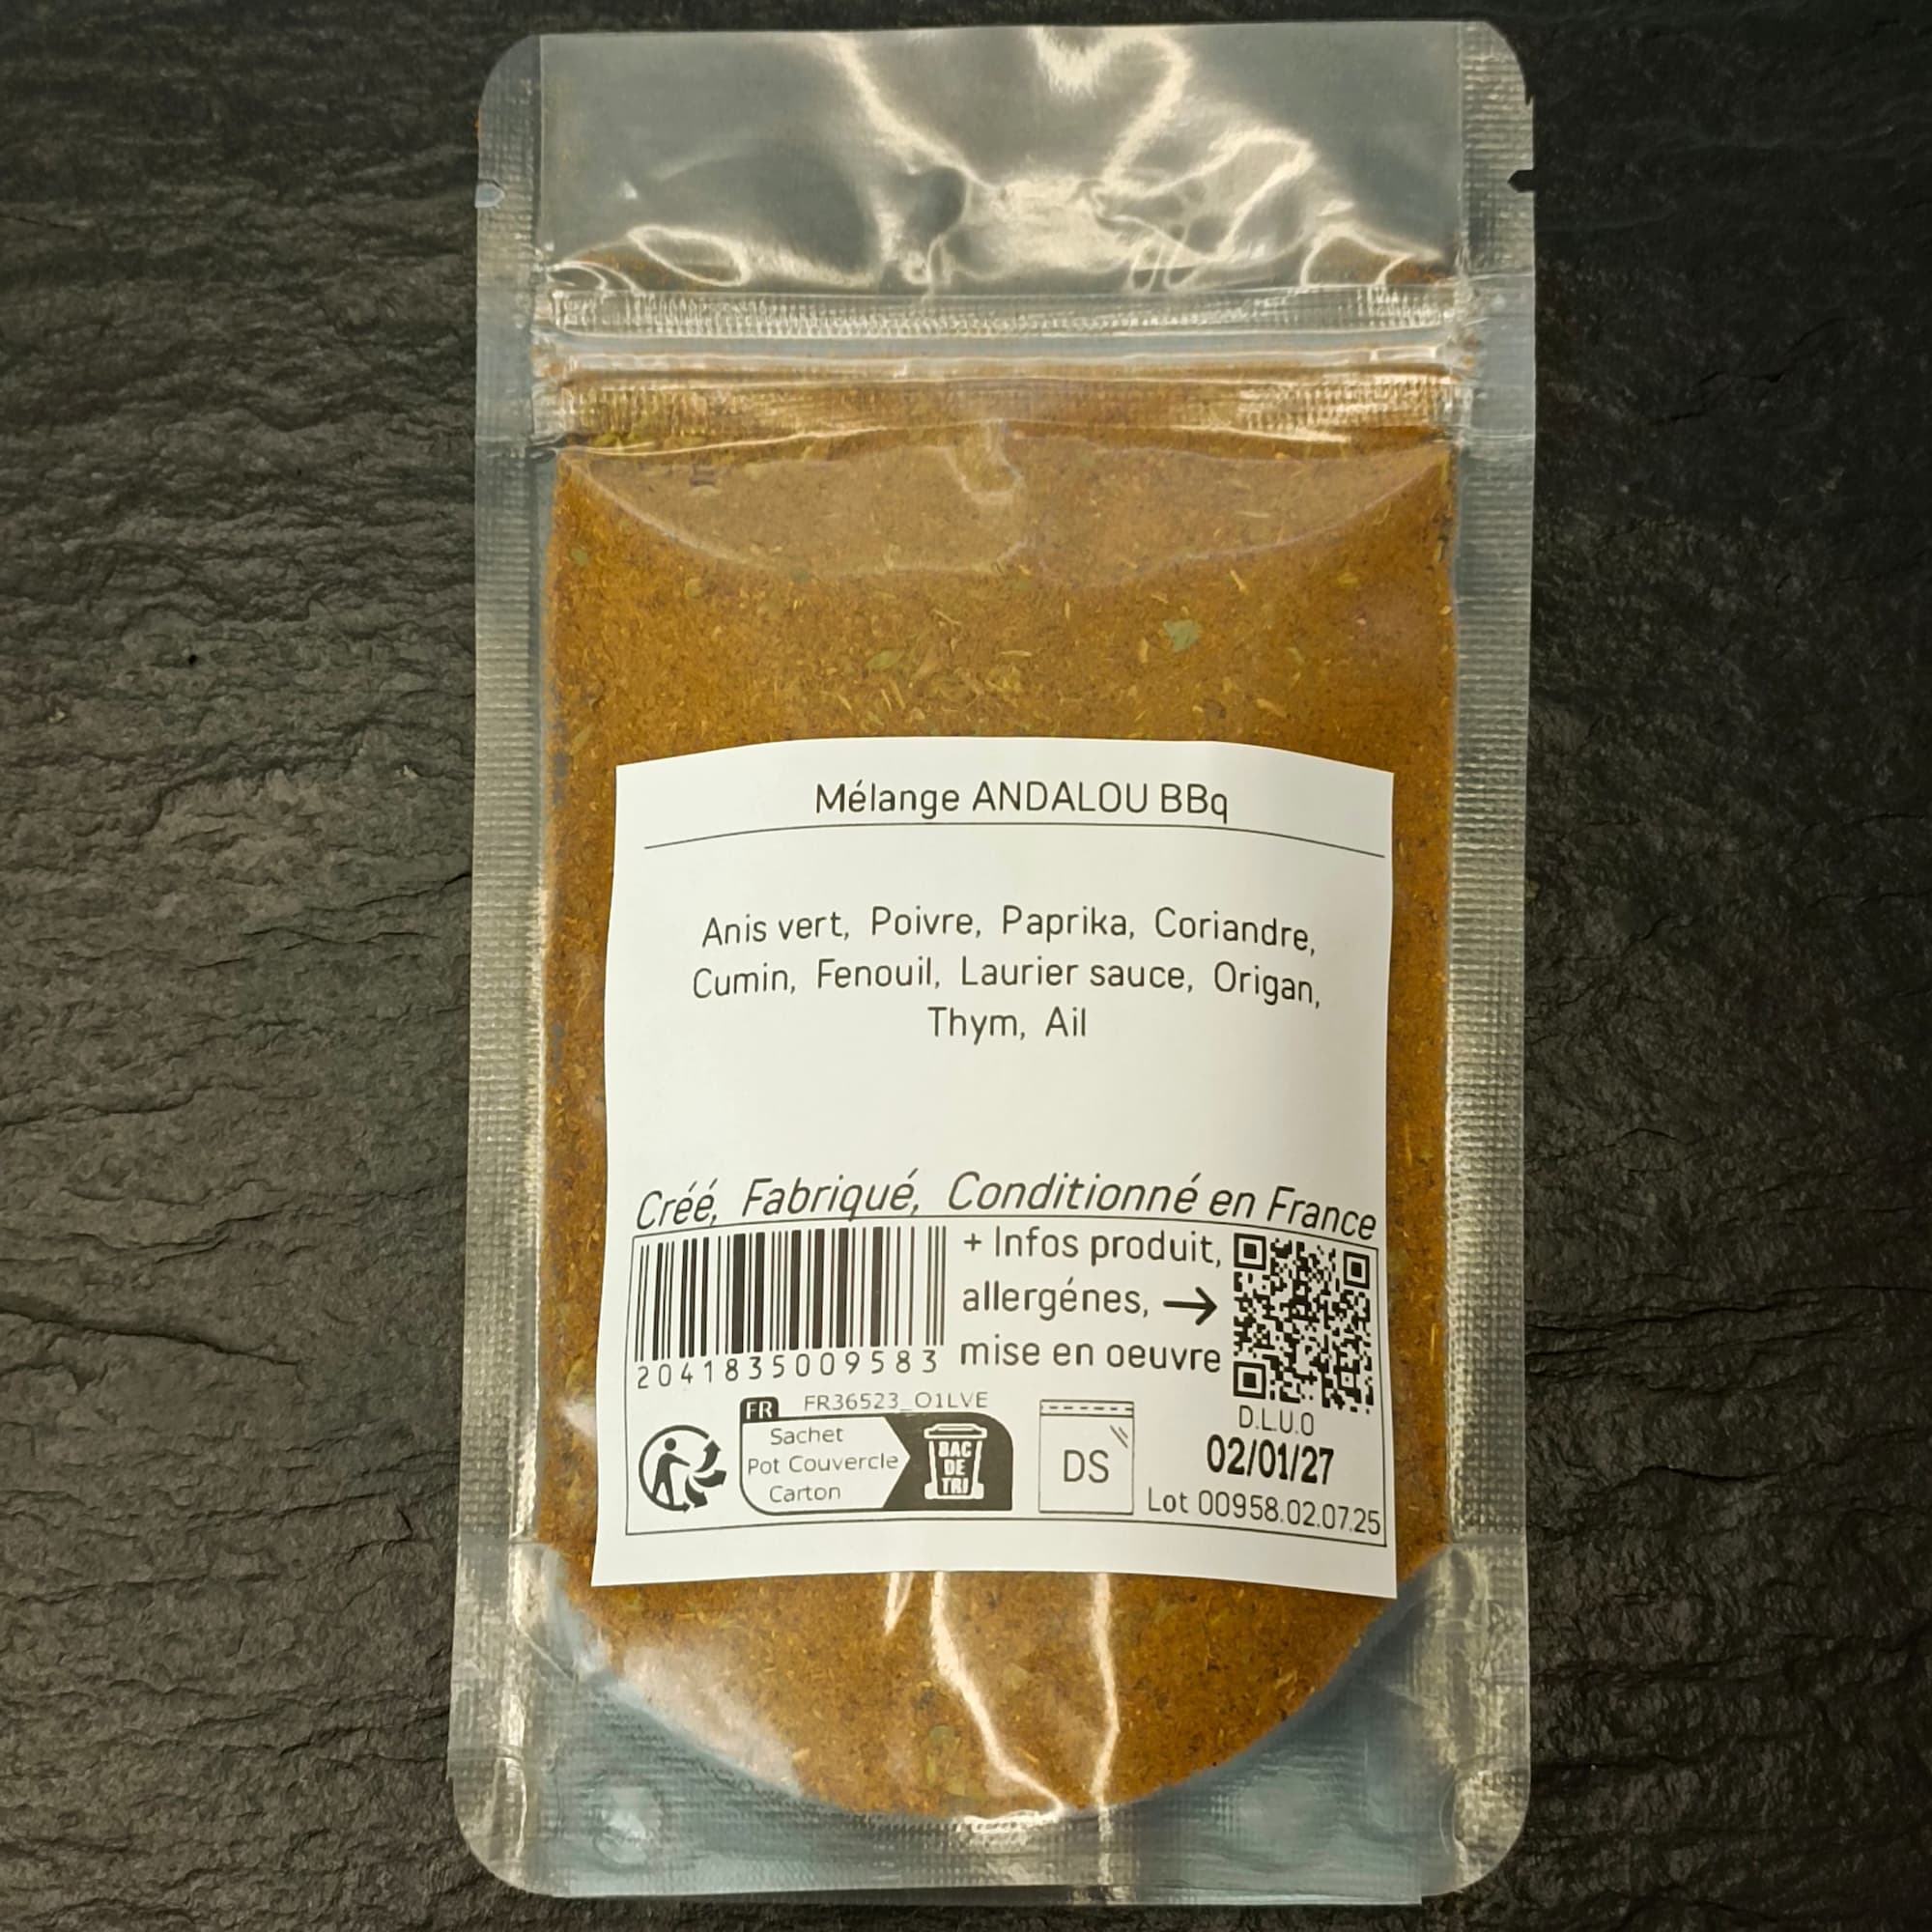 Mélange ANDALOU BBq
Anis vert, Poivre, Paprika, Coriandre,
Cumin, Fenouil, Laurier sauce, Origan,
Thym, Ail
Créé, Fabriqué, Conditionné en France
+ Infos produit,
allergénes, →
mise en oeuvre
2041835009583
FR
FR36523_O1LVE
Sachet
Pot Couvercle
Carton
BAC
DE
TRI
DS
D.L.U.O
02/01/27
Lot 00958.02.07.25